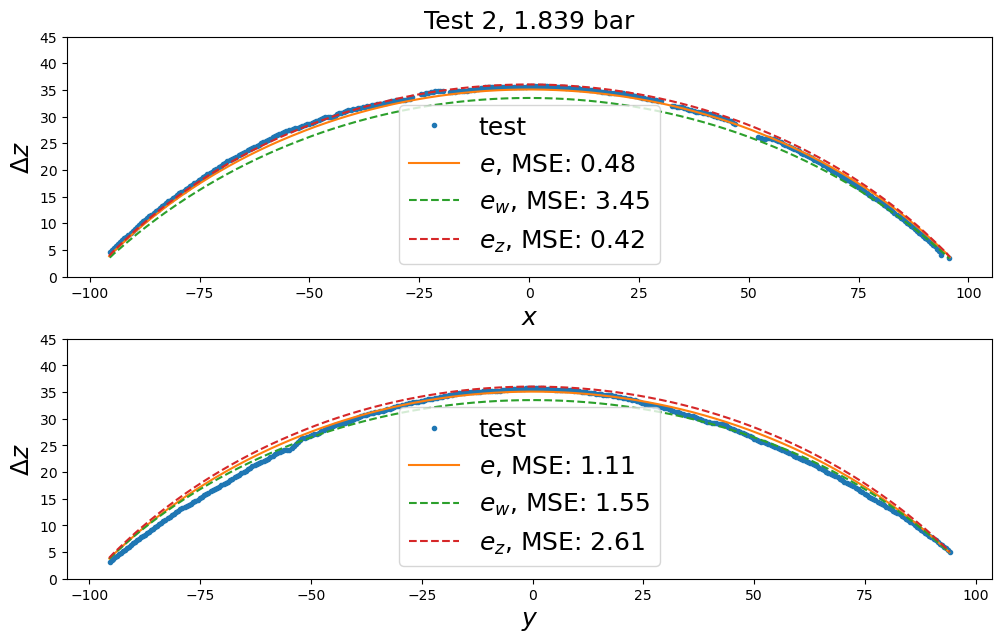 Test 2, 1.839 bar
45
40
35
30
25
20
15
10
5
0
Δz
test
e, MSE: 0.48
e_w, MSE: 3.45
e_z, MSE: 0.42
−100 −75 −50 −25 0 25 50 75 100
x
45
40
35
30
25
20
15
10
5
0
Δz
test
e, MSE: 1.11
e_w, MSE: 1.55
e_z, MSE: 2.61
−100 −75 −50 −25 0 25 50 75 100
y